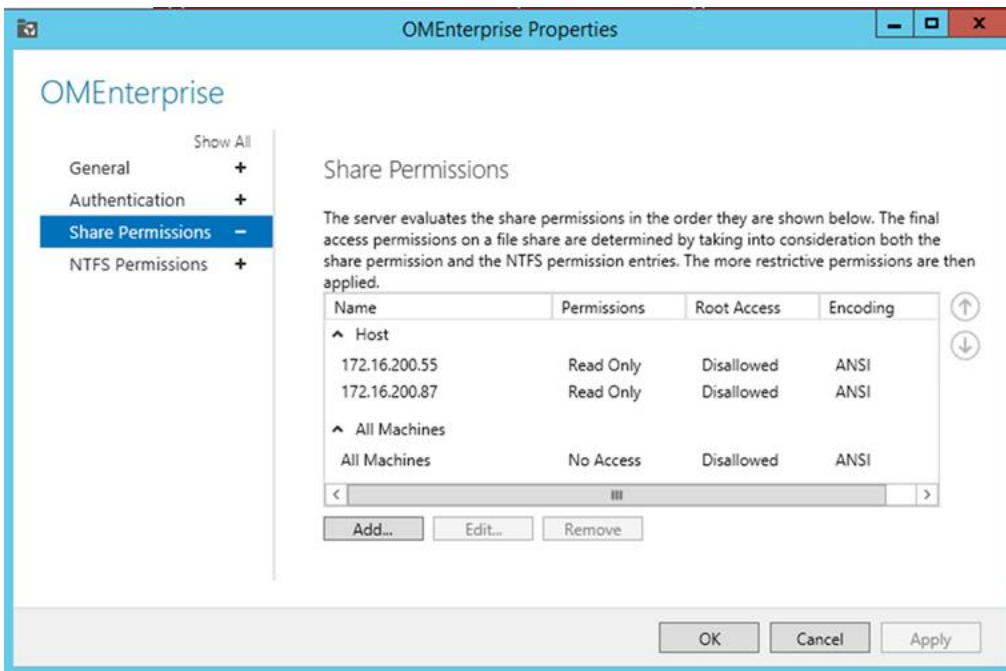 OMEnterprise Properties
OMEnterprise
Show All
General
Authentication
Share Permissions
NTFS Permissions
Share Permissions
The server evaluates the share permissions in the order they are shown below. The final
access permissions on a file share are determined by taking into consideration both the
share permission and the NTFS permission entries. The more restrictive permissions are then
applied.
Name Permissions Root Access Encoding
Host
172.16.200.55 Read Only Disallowed ANSI
172.16.200.87 Read Only Disallowed ANSI
All Machines
All Machines No Access Disallowed ANSI
Add... Edit... Remove
OK Cancel Apply